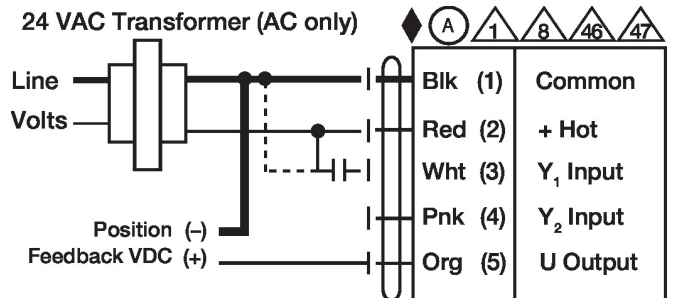 24 VAC Transformer (AC only)
A 1 8 46 47
Line
Volts
Blk (1) Common
Red (2) + Hot
Wht (3) Y1 Input
Pnk (4) Y2 Input
Position (–)
Feedback VDC (+)
Org (5) U Output